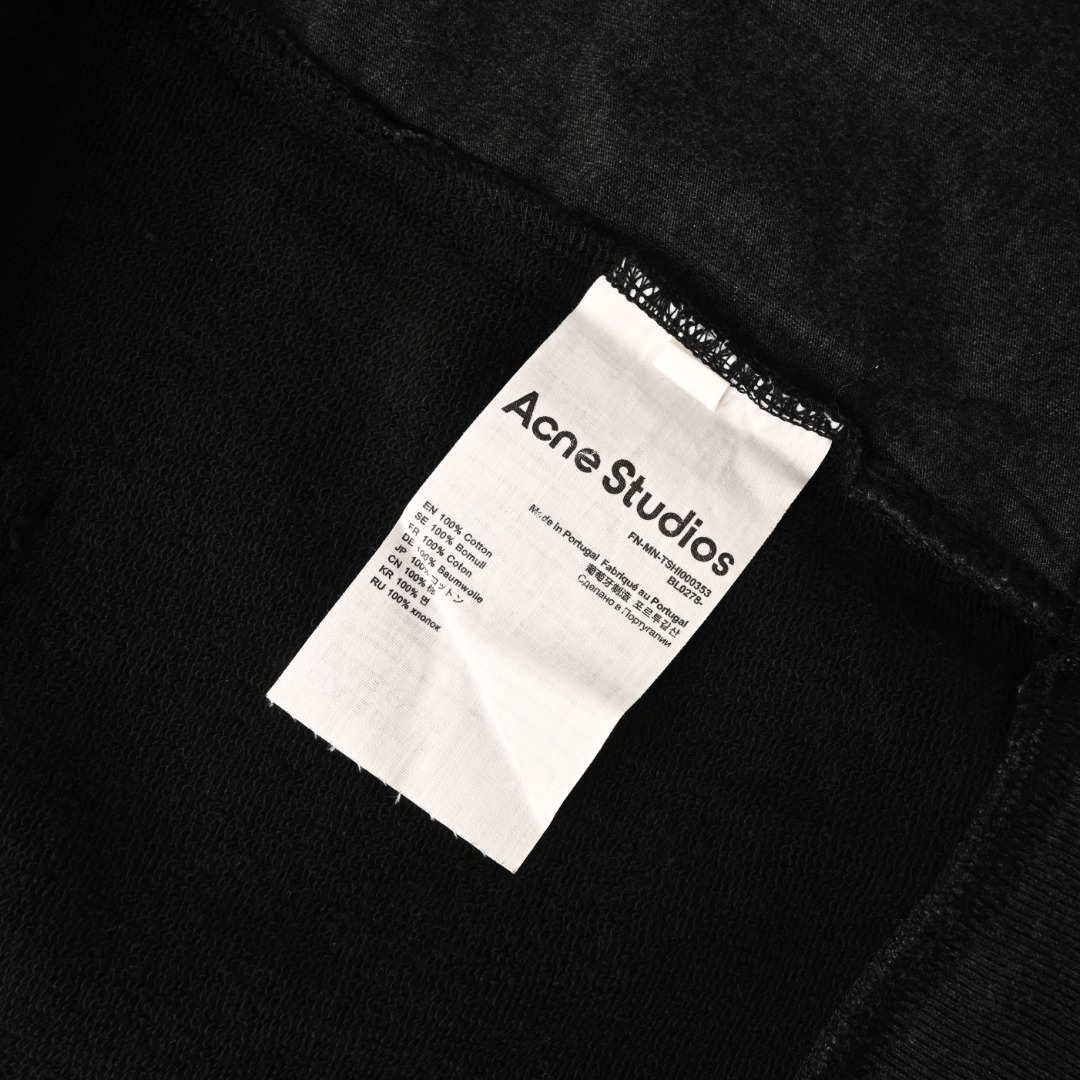 Acne Studios
FN-MN-TSHI000353
BL0278-
Made in Portugal Fabriqué au Portugal
葡萄牙制造 포르투갈산
Сделано в Португалии
EN 100% Cotton
SE 100% Bomull
FR 100% Coton
DE 100% Baumwolle
JP 100% コットン
CN 100% 棉
KR 100% 면
RU 100% хлопок